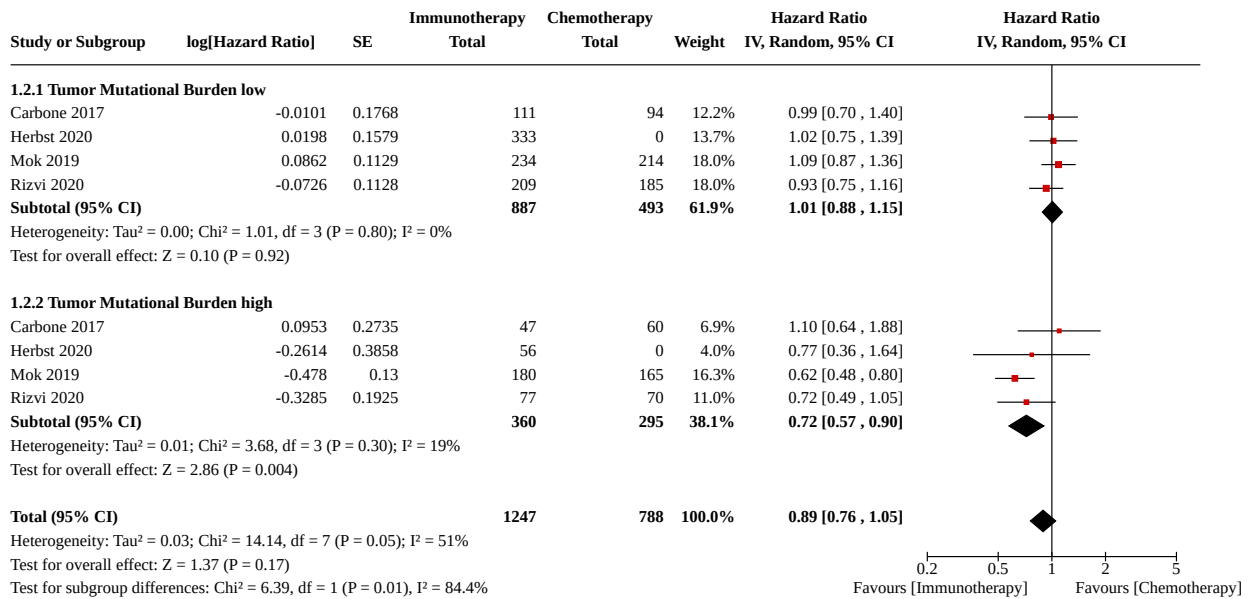 Immunotherapy Chemotherapy Hazard Ratio Hazard Ratio
Study or Subgroup log[Hazard Ratio] SE Total Total Weight IV, Random, 95% CI IV, Random, 95% CI
1.2.1 Tumor Mutational Burden low
Carbone 2017 -0.0101 0.1768 111 94 12.2% 0.99 [0.70 , 1.40]
Herbst 2020 0.0198 0.1579 333 0 13.7% 1.02 [0.75 , 1.39]
Mok 2019 0.0862 0.1129 234 214 18.0% 1.09 [0.87 , 1.36]
Rizvi 2020 -0.0726 0.1128 209 185 18.0% 0.93 [0.75 , 1.16]
Subtotal (95% CI) 887 493 61.9% 1.01 [0.88 , 1.15]
Heterogeneity: Tau² = 0.00; Chi² = 1.01, df = 3 (P = 0.80); I² = 0%
Test for overall effect: Z = 0.10 (P = 0.92)
1.2.2 Tumor Mutational Burden high
Carbone 2017 0.0953 0.2735 47 60 6.9% 1.10 [0.64 , 1.88]
Herbst 2020 -0.2614 0.3858 56 0 4.0% 0.77 [0.36 , 1.64]
Mok 2019 -0.478 0.13 180 165 16.3% 0.62 [0.48 , 0.80]
Rizvi 2020 -0.3285 0.1925 77 70 11.0% 0.72 [0.49 , 1.05]
Subtotal (95% CI) 360 295 38.1% 0.72 [0.57 , 0.90]
Heterogeneity: Tau² = 0.01; Chi² = 3.68, df = 3 (P = 0.30); I² = 19%
Test for overall effect: Z = 2.86 (P = 0.004)
Total (95% CI) 1247 788 100.0% 0.89 [0.76 , 1.05]
Heterogeneity: Tau² = 0.03; Chi² = 14.14, df = 7 (P = 0.05); I² = 51%
Test for overall effect: Z = 1.37 (P = 0.17)
0.2 0.5 1 2 5
Test for subgroup differences: Chi² = 6.39, df = 1 (P = 0.01), I² = 84.4%
Favours [Immunotherapy] Favours [Chemotherapy]